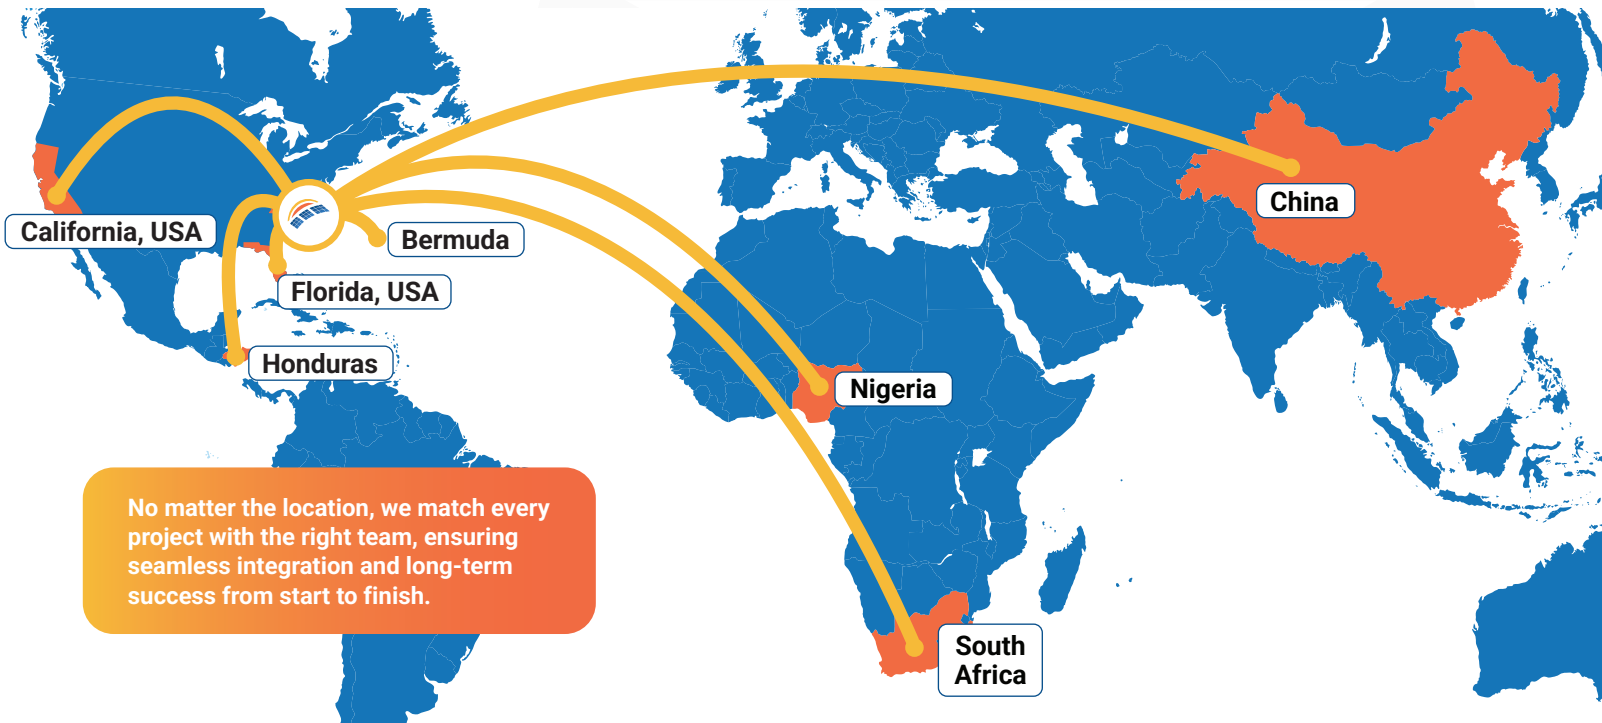 China
California, USA
Bermuda
Florida, USA
Honduras
Nigeria
No matter the location, we match every
project with the right team, ensuring
seamless integration and long-term
success from start to finish.
South
Africa